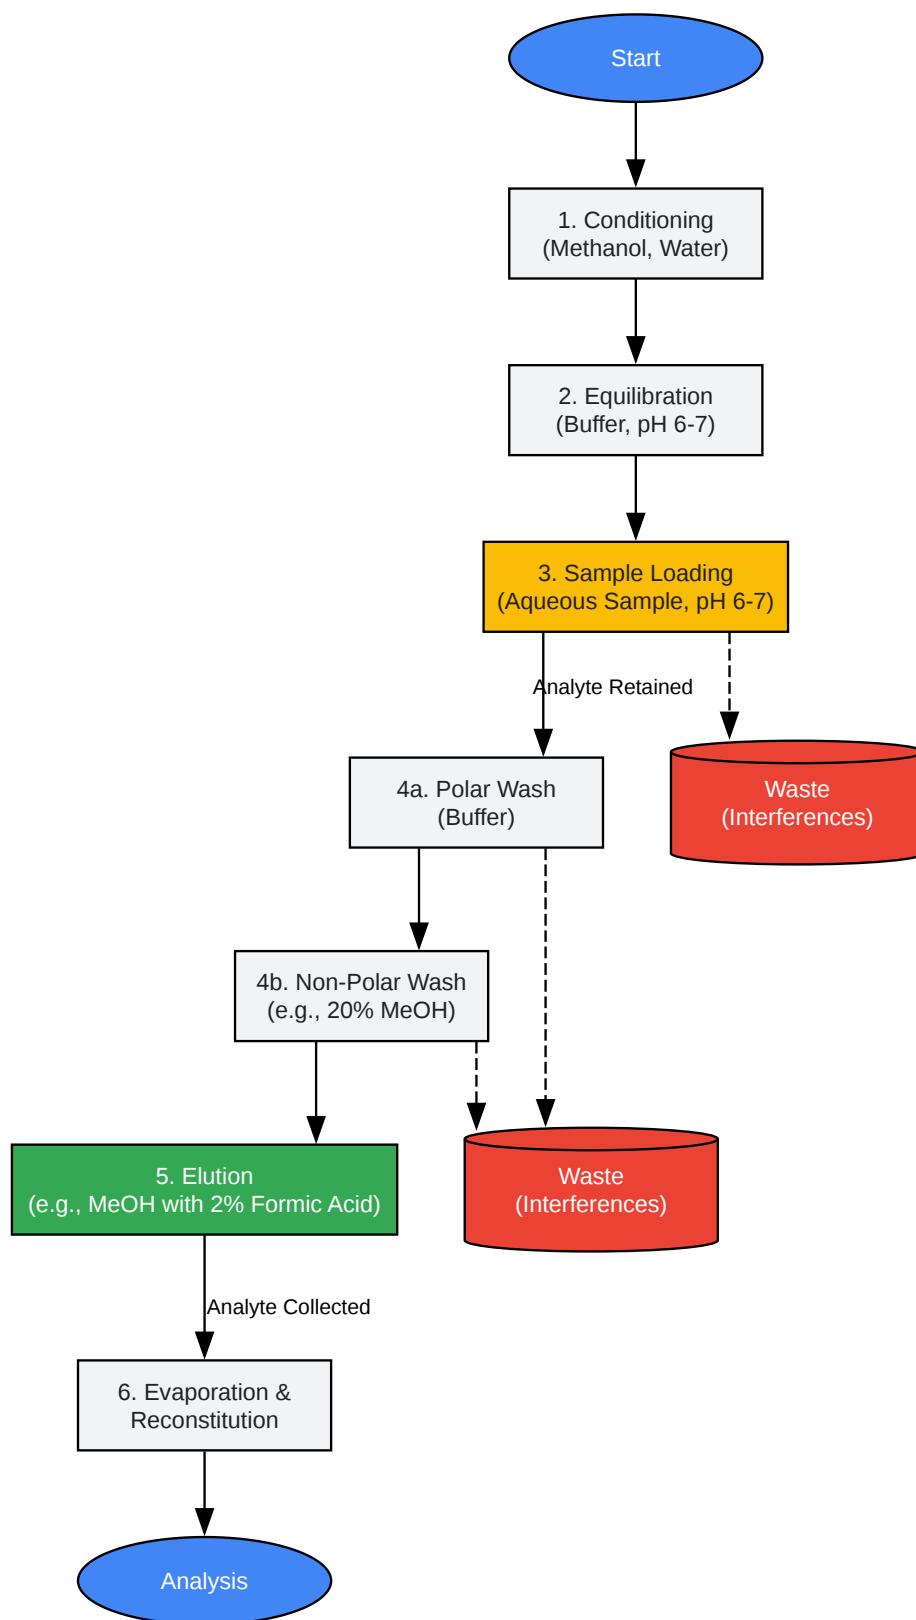 Start
1. Conditioning
(Methanol, Water)
2. Equilibration
(Buffer, pH 6-7)
3. Sample Loading
(Aqueous Sample, pH 6-7)
Analyte Retained
Waste
(Interferences)
4a. Polar Wash
(Buffer)
4b. Non-Polar Wash
(e.g., 20% MeOH)
5. Elution
(e.g., MeOH with 2% Formic Acid)
Waste
(Interferences)
Analyte Collected
6. Evaporation &
Reconstitution
Analysis